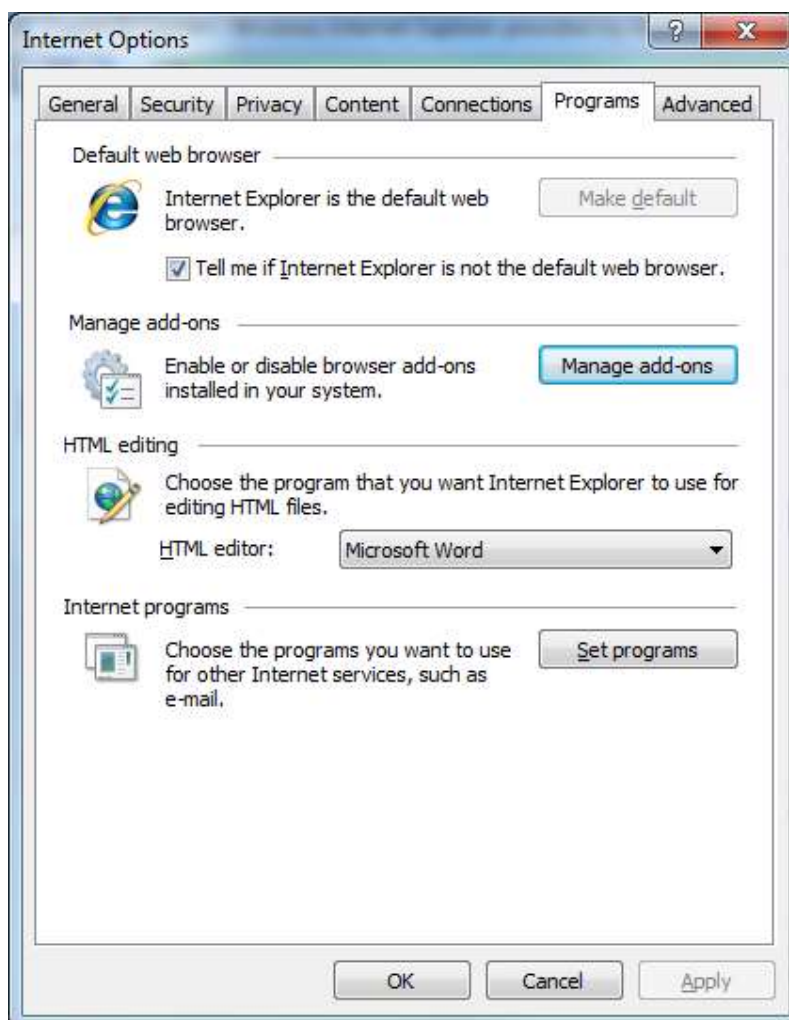 Internet Options
General Security Privacy Content Connections Programs Advanced
Default web browser
Internet Explorer is the default web
browser.
Make default
Tell me if Internet Explorer is not the default web browser.
Manage add-ons
Enable or disable browser add-ons
installed in your system.
Manage add-ons
HTML editing
Choose the program that you want Internet Explorer to use for
editing HTML files.
HTML editor: Microsoft Word
Internet programs
Choose the programs you want to use
for other Internet services, such as
e-mail.
Set programs
OK Cancel Apply